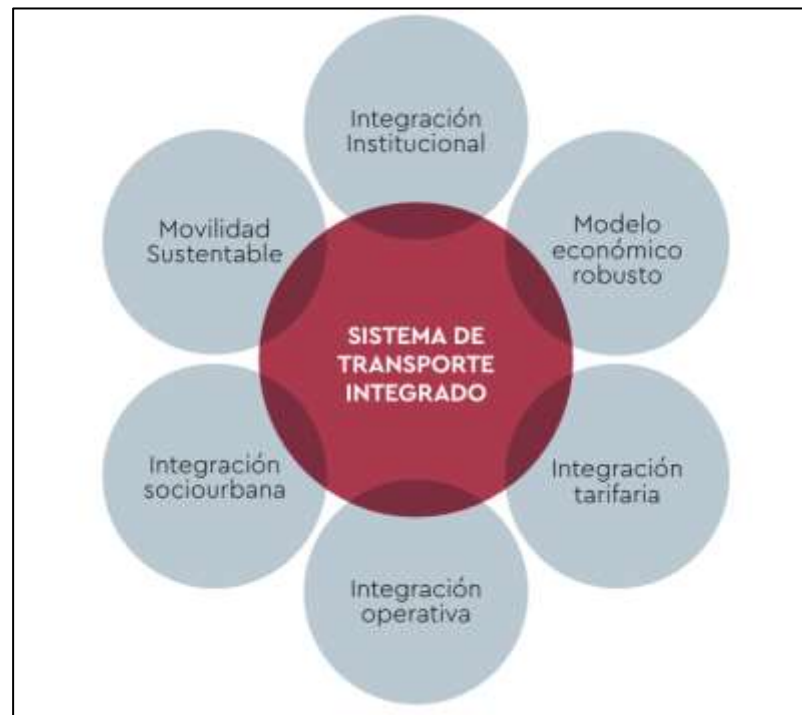 Integración
Institucional
Movilidad
Sustentable
Modelo
económico
robusto
SISTEMA DE
TRANSPORTE
INTEGRADO
Integración
sociourbana
Integración
tarifaria
Integración
operativa